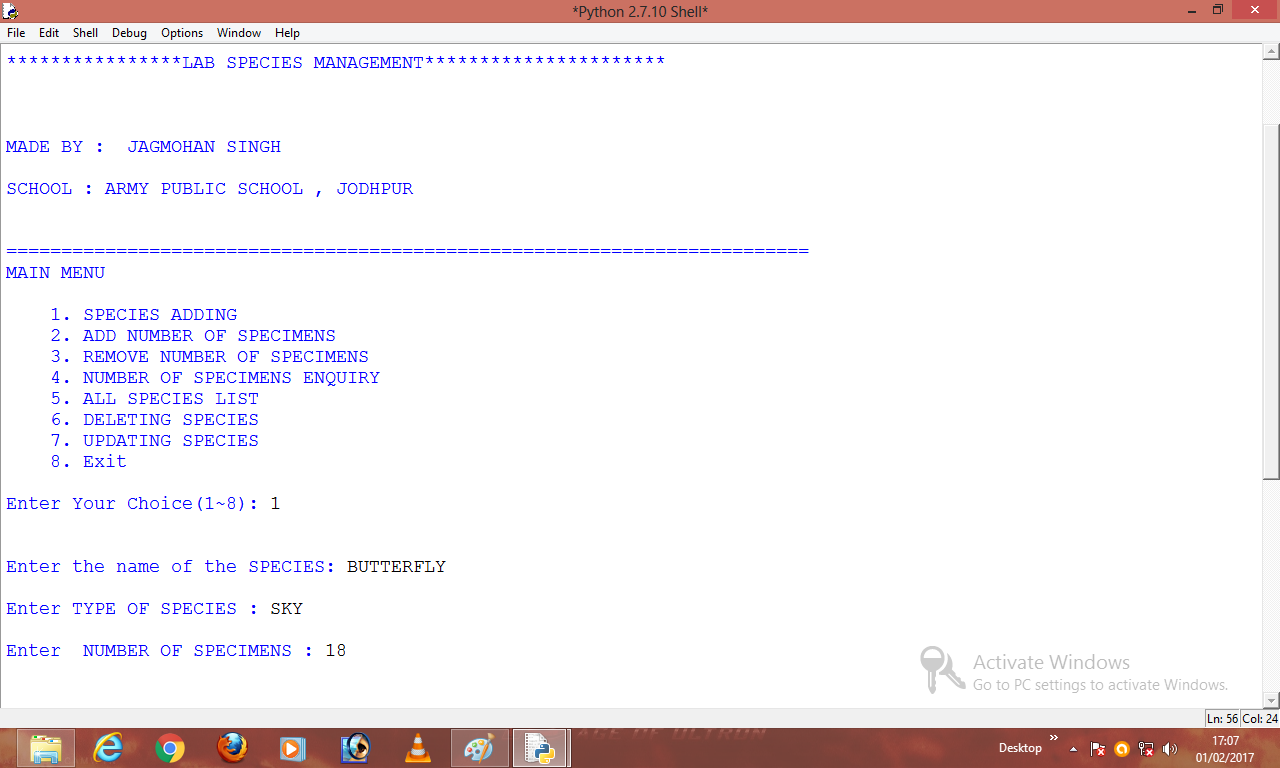 *Python 2.7.10 Shell*
File Edit Shell Debug Options Window Help
****************LAB SPECIES MANAGEMENT**********************
MADE BY :  JAGMOHAN SINGH
SCHOOL : ARMY PUBLIC SCHOOL , JODHPUR
=========================================================================
MAIN MENU
1. SPECIES ADDING
2. ADD NUMBER OF SPECIMENS
3. REMOVE NUMBER OF SPECIMENS
4. NUMBER OF SPECIMENS ENQUIRY
5. ALL SPECIES LIST
6. DELETING SPECIES
7. UPDATING SPECIES
8. Exit
Enter Your Choice(1~8): 1
Enter the name of the SPECIES: BUTTERFLY
Enter TYPE OF SPECIES : SKY
Enter  NUMBER OF SPECIMENS : 18
Activate Windows
Go to PC settings to activate Windows.
Ln: 56 Col: 24
Desktop
17:07
01/02/2017